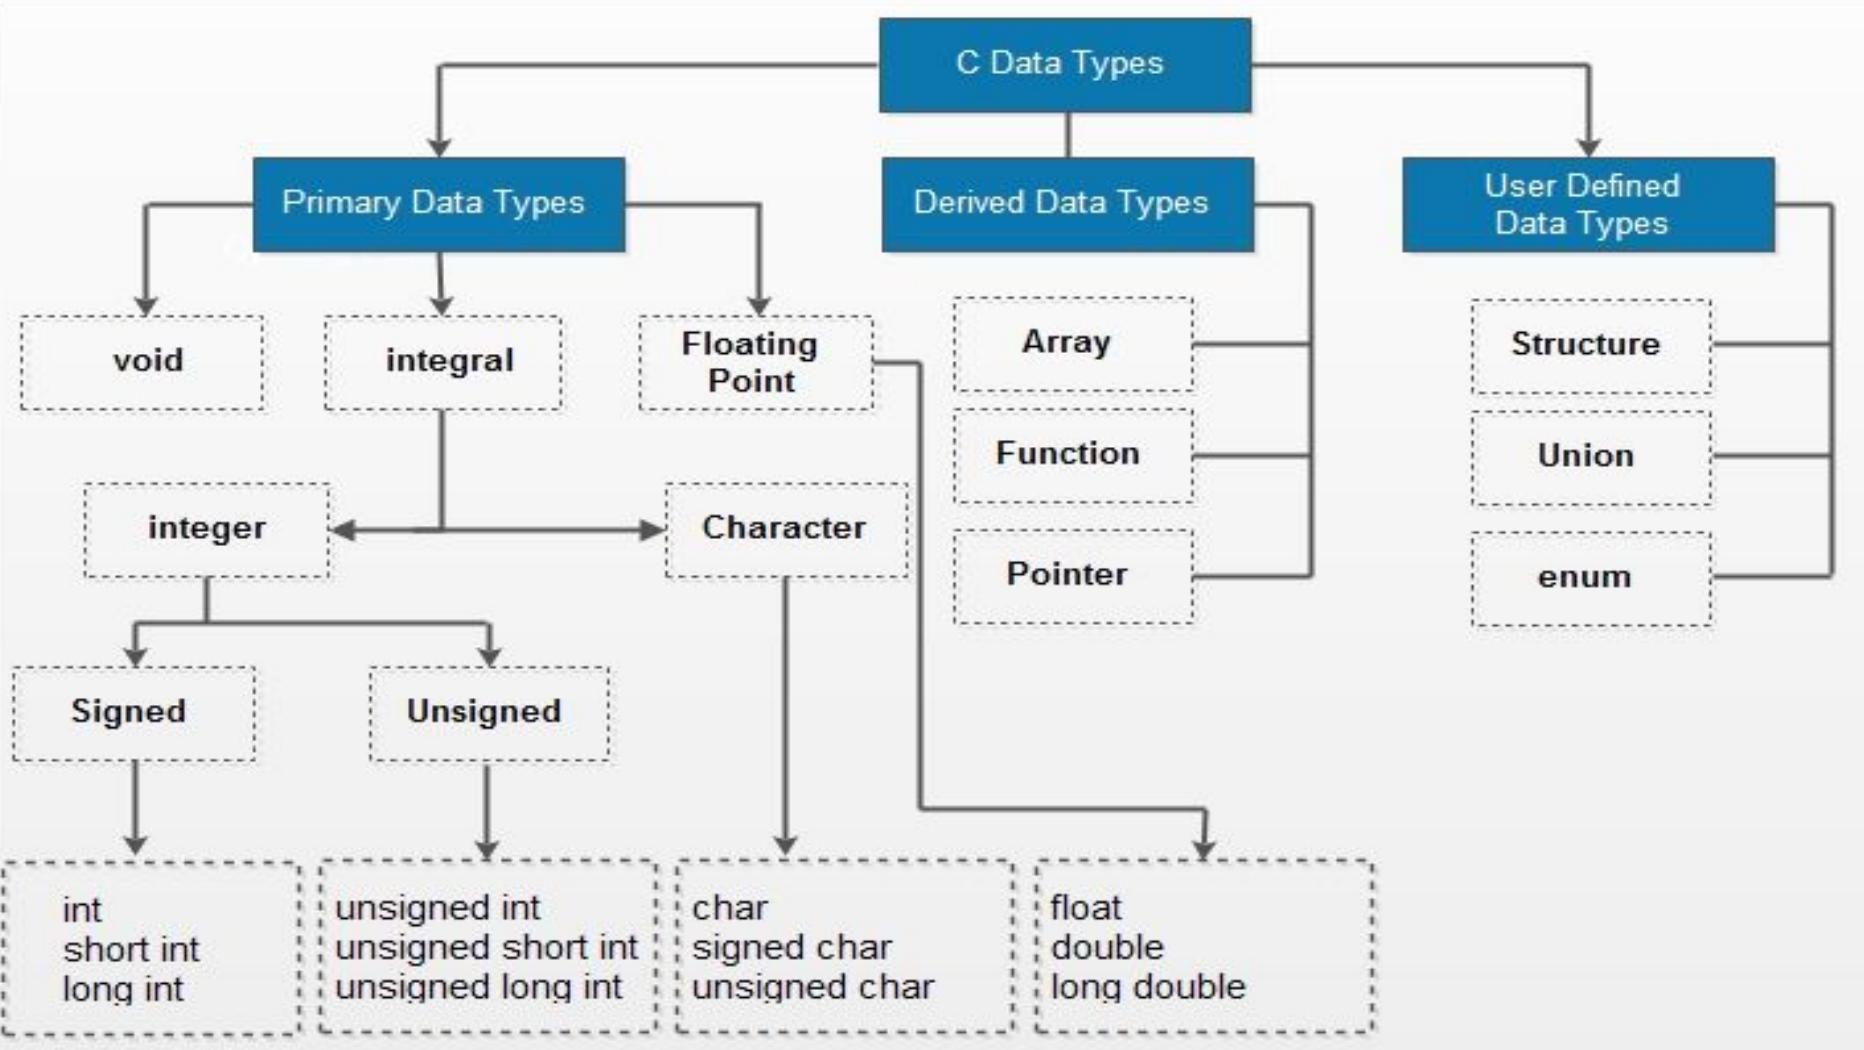 C Data Types
Primary Data Types
Derived Data Types
User Defined
Data Types
void
integral
Floating
Point
Array
Structure
Function
Union
integer
Character
Pointer
enum
Signed
Unsigned
int
short int
long int
unsigned int
unsigned short int
unsigned long int
char
signed char
unsigned char
float
double
long double